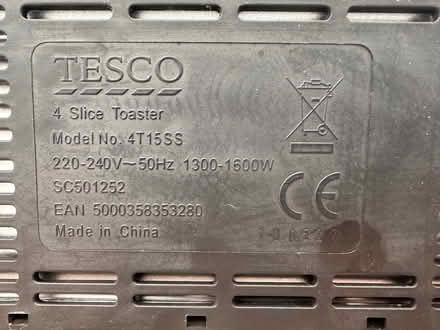 TESCO
4 Slice Toaster
Model No. 4T15SS
220-240V~50Hz 1300-1600W
SC501252
EAN 5000358353280
Made in China
CE